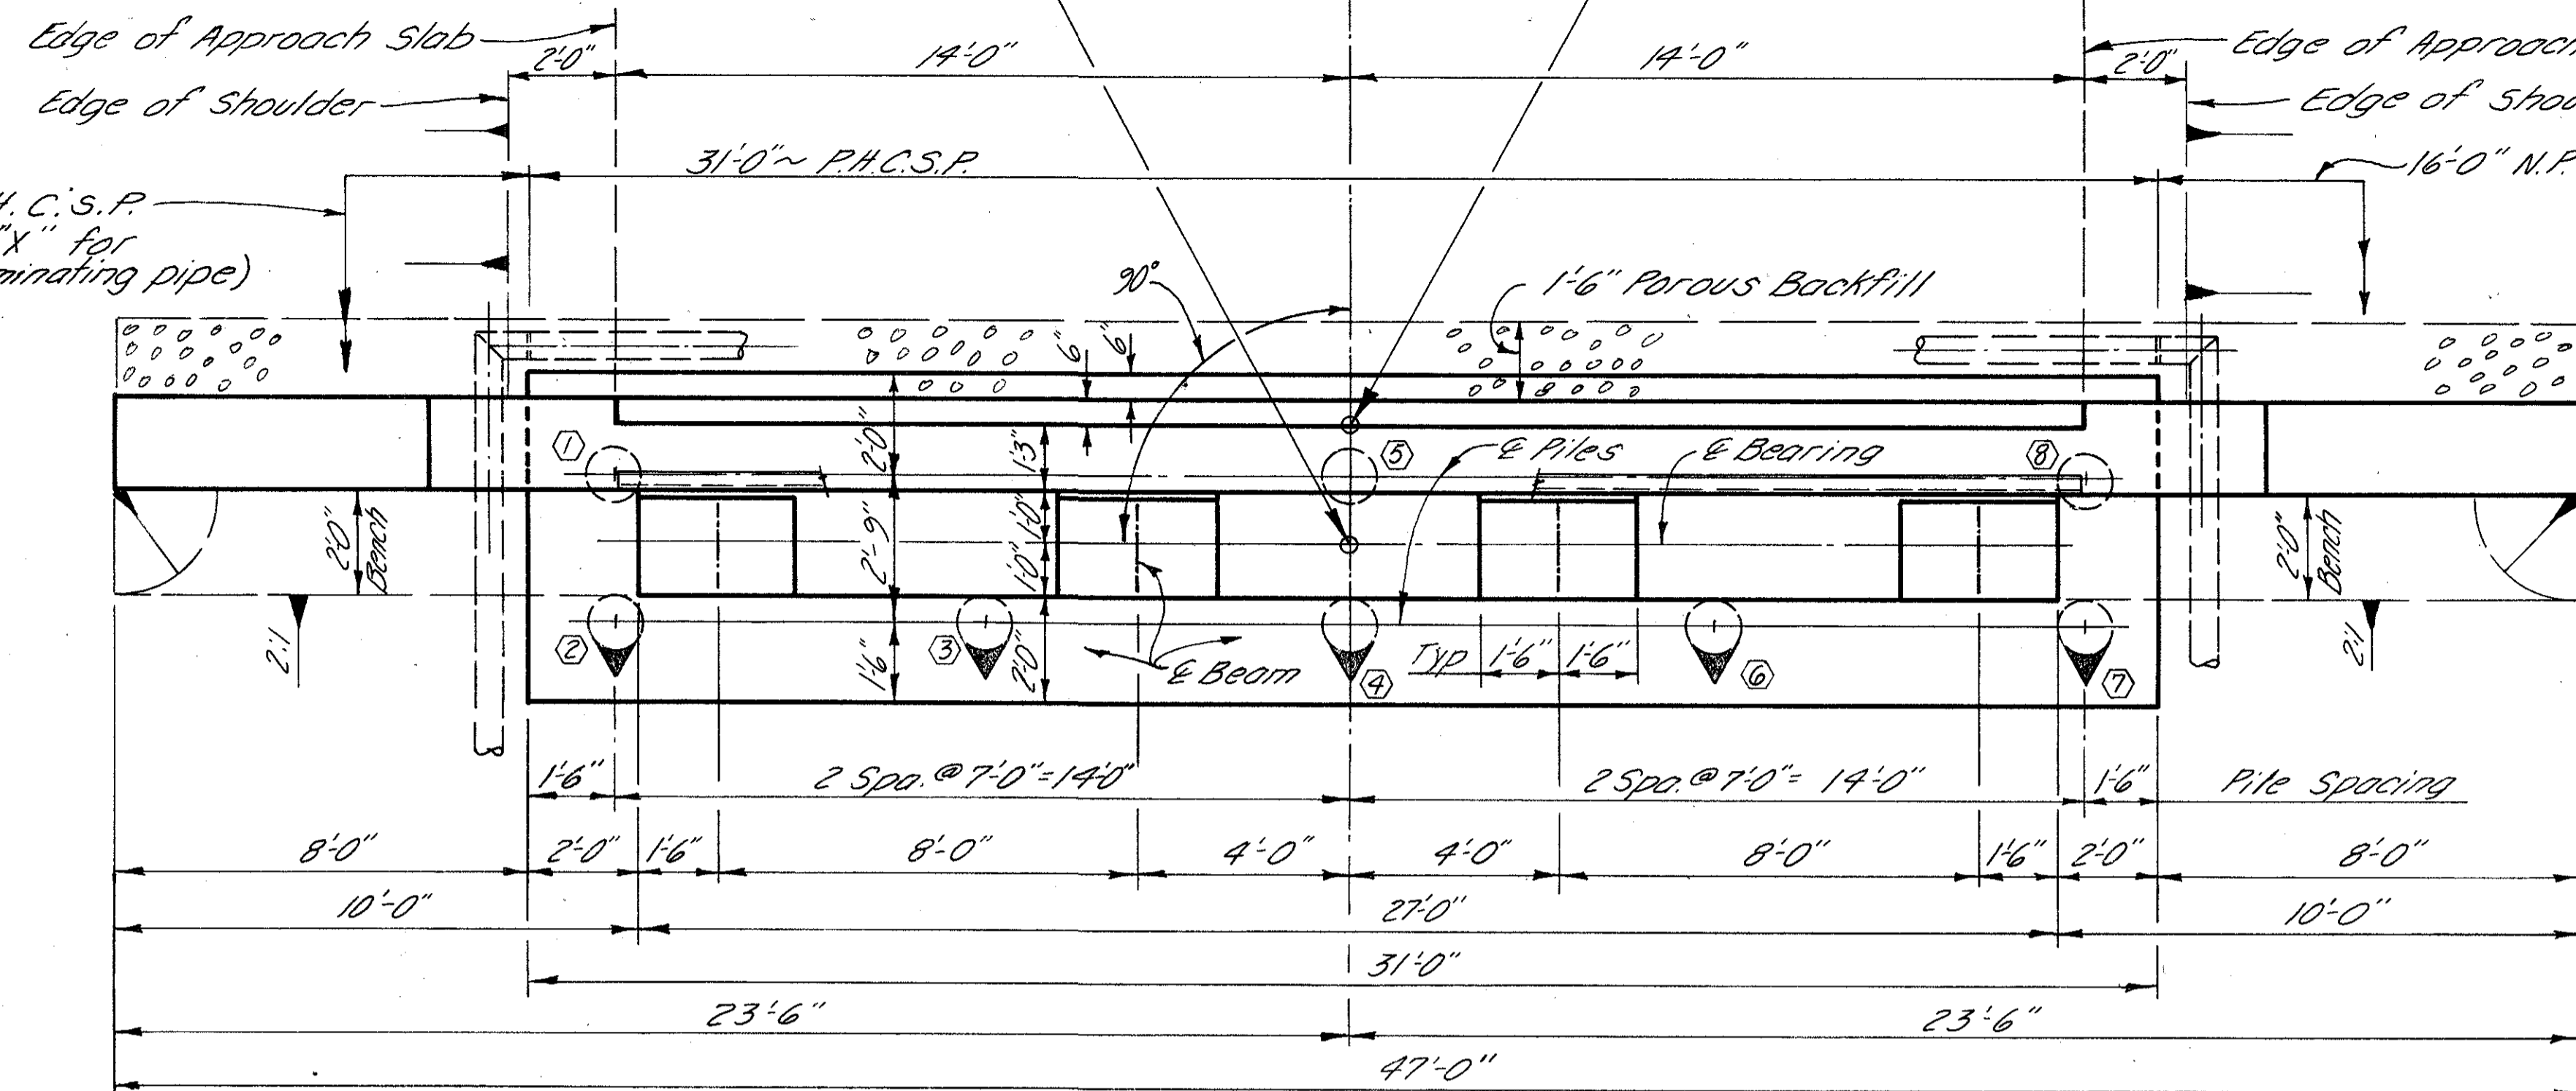 Edge of Approach Slab
2'-0"
14'-0"
14'-0"
2'-0"
Edge of Approach
Edge of Shoulder
Edge of
31'-0"~ P.H.C.S.P.
16'-0" N.P.
C.S.P.
"X" for
pipe)
90°
1'-6" Porous Backfill
6"
6"
1
2'-0"
1'-3"
5
℄ Piles
℄ Bearing
8
2'-0"
Bench
2'-9"
1'-0"
1'-0"
2'-0"
Bench
2:1
2
3
1'-6"
2'-0"
℄ Beam
4
Typ
1'-6"
1'-6"
6
7
2:1
1'-6"
2 Spa. @ 7'-0"=14'-0"
2 Spa. @ 7'-0"= 14'-0"
1'-6"
Pile Spacing
8'-0"
2'-0"
1'-6"
8'-0"
4'-0"
4'-0"
8'-0"
1'-6"
2'-0"
8'-0"
10'-0"
27'-0"
10'-0"
31'-0"
23'-6"
23'-6"
47'-0"